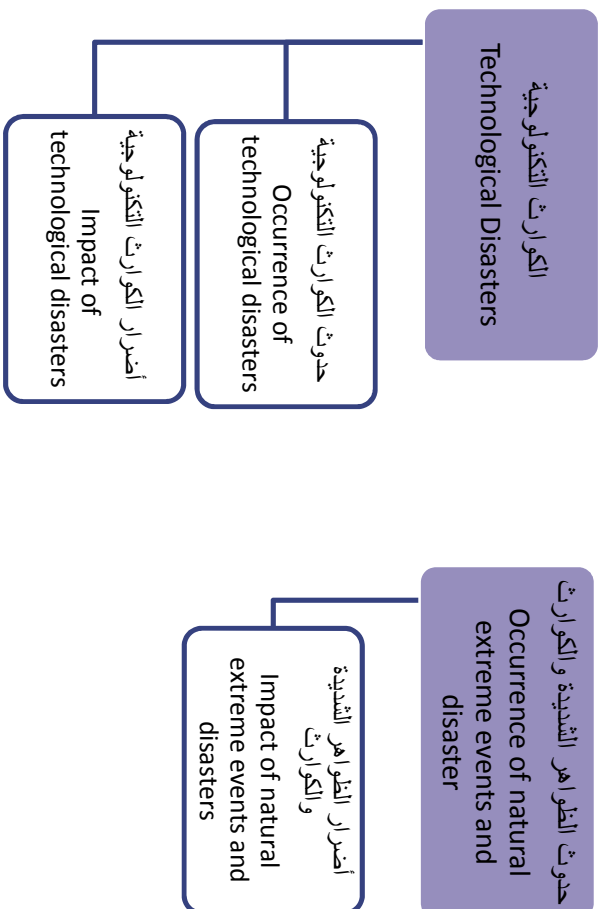 الكوارث التكنولوجية
Technological Disasters
حدوث الكوارث التكنولوجية
Occurrence of
technological disasters
أضرار الكوارث التكنولوجية
Impact of
technological disasters
حدوث الظواهر الشديدة والكوارث
Occurrence of natural
extreme events and
disaster
أضرار الظواهر الشديدة
والكوارث
Impact of natural
extreme events and
disasters